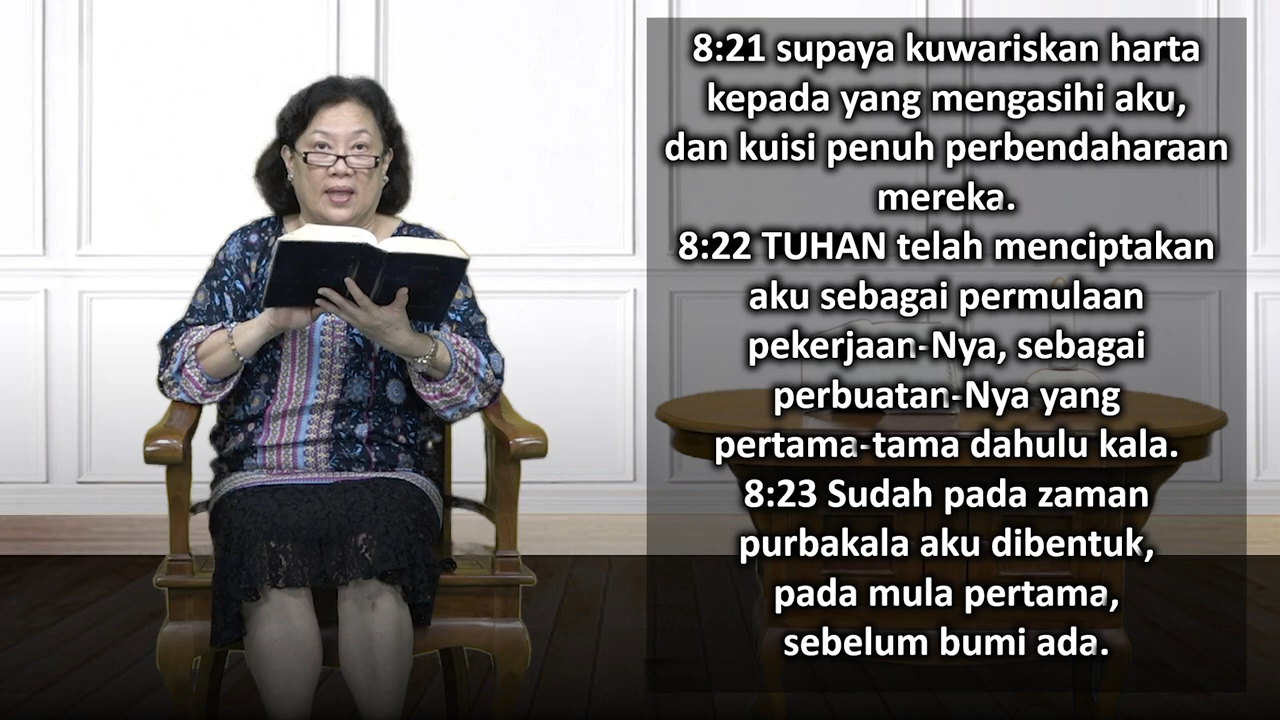 8:21 supaya kuwariskan harta
kepada yang mengasihi aku,
dan kuisi penuh perbendaharaan
mereka.
8:22 TUHAN telah menciptakan
aku sebagai permulaan
pekerjaan-Nya, sebagai
perbuatan-Nya yang
pertama-tama dahulu kala.
8:23 Sudah pada zaman
purbakala aku dibentuk,
pada mula pertama,
sebelum bumi ada.